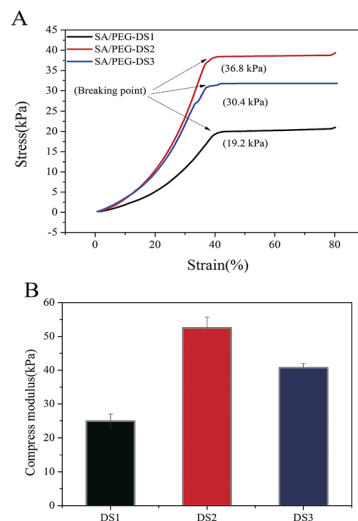 A
SA/PEG-DS1
SA/PEG-DS2
SA/PEG-DS3
45
40
35
30
25
20
15
10
5
0
-5
(36.8 kPa)
(Breaking point)
(30.4 kPa)
(19.2 kPa)
Stress(kPa)
0 20 40 60 80
Strain(%)
B
60
50
40
30
20
10
0
Compress modulus(kPa)
DS1 DS2 DS3